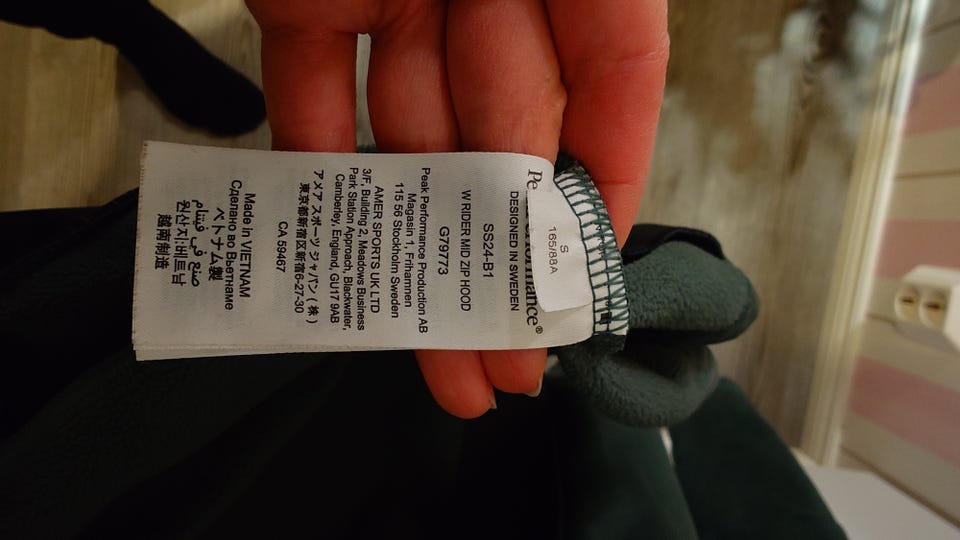 S
165/88A
formance®
DESIGNED IN SWEDEN
SS24-B1
W RIDER MID ZIP HOOD
G79773
Peak Performance Production AB
Magasin 1, Frihamnen
115 56 Stockholm Sweden
AMER SPORTS UK LTD
3/F, Building 2, Meadows Business
Park Station Approach, Blackwater,
Camberley, England, GU17 9AB
アメア スポーツ ジャパン ( 株 )
東京都新宿区新宿6-27-30
CA 59467
Made in VIETNAM
Сделано во Вьетнаме
ベトナム製
صنع في فيتنام
원산지:베트남
越南制造